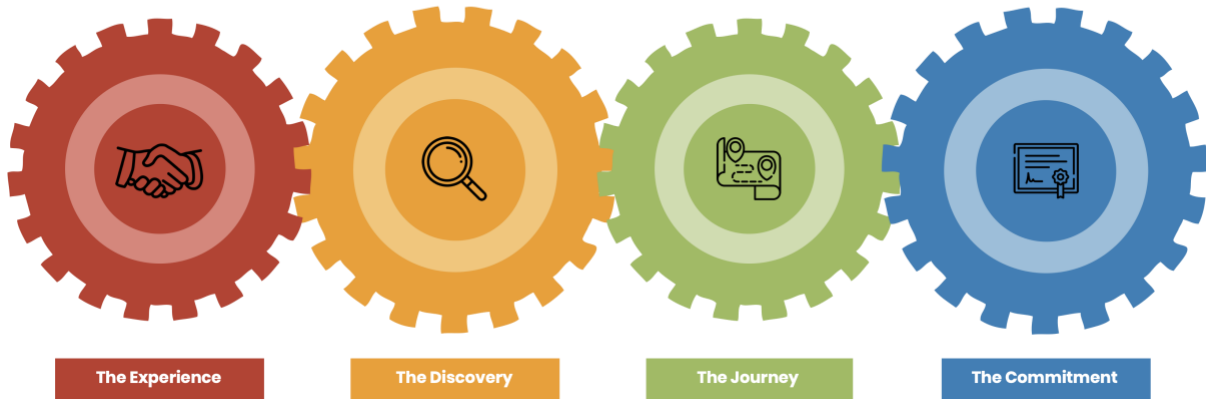 The Experience
The Discovery
The Journey
The Commitment